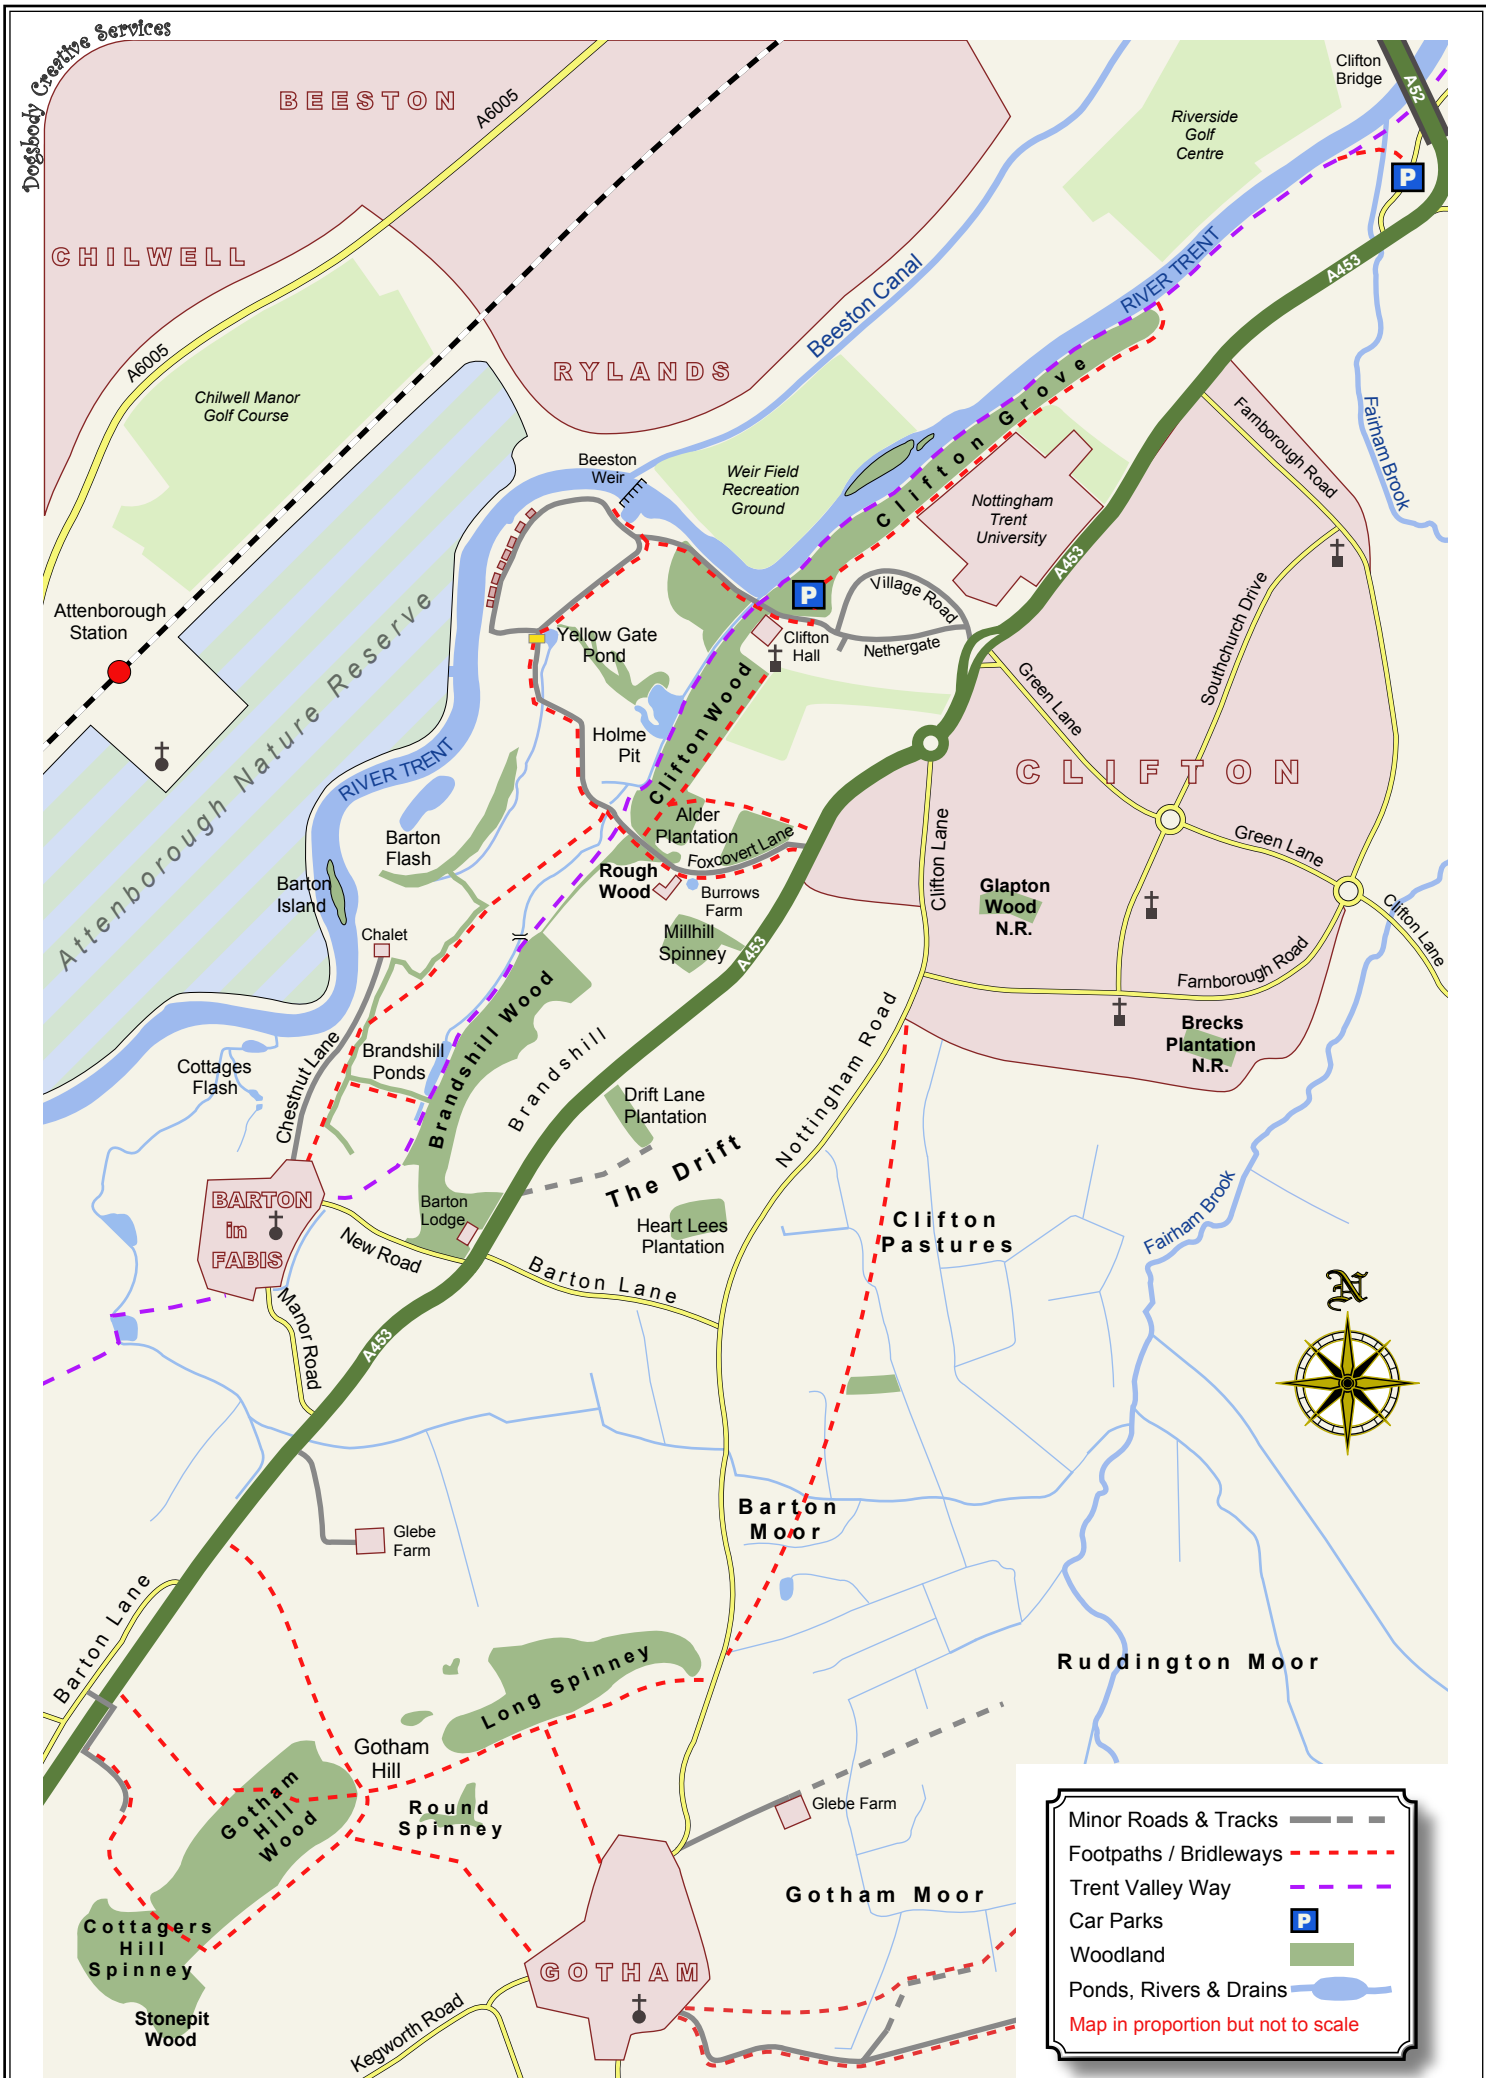 Dogsbody Creative Services
BEESTON
A6005
Clifton
Bridge
A52
Riverside
Golf
Centre
P
CHILWELL
A6005
Chilwell Manor
Golf Course
RYLANDS
Beeston Canal
RIVER TRENT
A453
Beeston
Weir
Weir Field
Recreation
Ground
Clifton Grove
Nottingham
Trent
University
Farnborough Road
Fairham Brook
A453
Attenborough
Station
Attenborough Nature Reserve
Yellow Gate
Pond
P
Village Road
Nethergate
Clifton
Hall
Southchurch Drive
Green Lane
Clifton Wood
Holme
Pit
RIVER TRENT
CLIFTON
Barton
Flash
Alder
Plantation
Foxcovert Lane
Clifton Lane
Green Lane
Barton
Island
Rough
Wood
Burrows
Farm
Glapton
Wood
N.R.
Clifton Lane
Chalet
Millhill
Spinney
A453
Farnborough Road
Brandshill Wood
Brandshill
Nottingham Road
Brecks
Plantation
N.R.
Cottages
Flash
Chestnut Lane
Brandshill
Ponds
Drift Lane
Plantation
The Drift
BARTON
in
FABIS
Barton
Lodge
Heart Lees
Plantation
Clifton
Pastures
Fairham Brook
New Road
Barton Lane
N
Manor Road
A453
Barton
Moor
Glebe
Farm
Barton Lane
Long Spinney
Ruddington Moor
Gotham
Hill
Gotham
Hill
Wood
Round
Spinney
Glebe Farm
Gotham Moor
Cottagers
Hill
Spinney
Stonepit
Wood
GOTHAM
Kegworth Road
Minor Roads & Tracks
Footpaths / Bridleways
Trent Valley Way
Car Parks P
Woodland
Ponds, Rivers & Drains
Map in proportion but not to scale